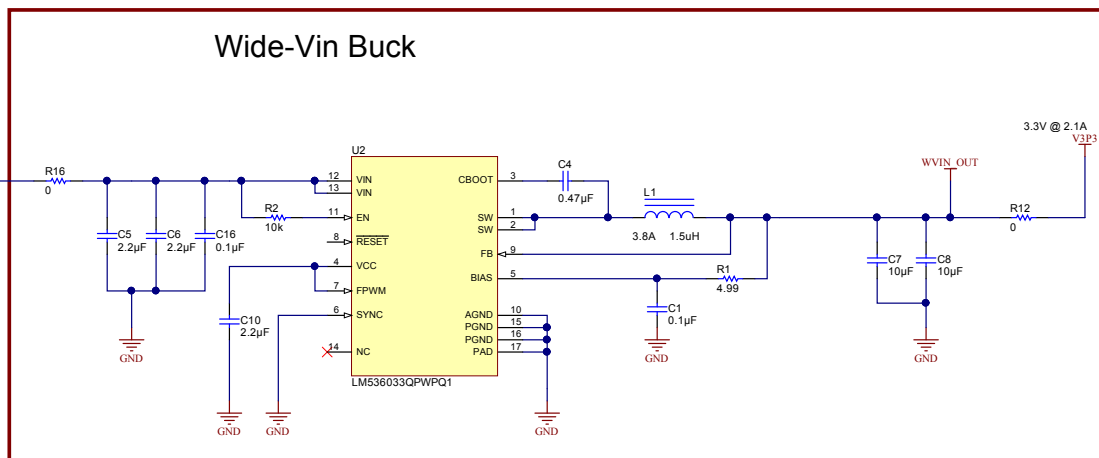 Wide-Vin Buck
3.3V @ 2.1A
V3P3
WVIN_OUT
U2
R16
0
R12
0
12
VIN
13
VIN
CBOOT
3
C4
0.47µF
L1
3.8A
1.5uH
R2
10k
11
EN
SW
1
SW
2
C5
2.2µF
C6
2.2µF
C16
0.1µF
8
RESET
FB
9
C7
10µF
C8
10µF
4
VCC
BIAS
5
R1
4.99
7
FPWM
C1
0.1µF
6
SYNC
AGND
10
PGND
15
PGND
16
PAD
17
C10
2.2µF
14
NC
LM536033QPWPQ1
GND
GND
GND
GND
GND
GND